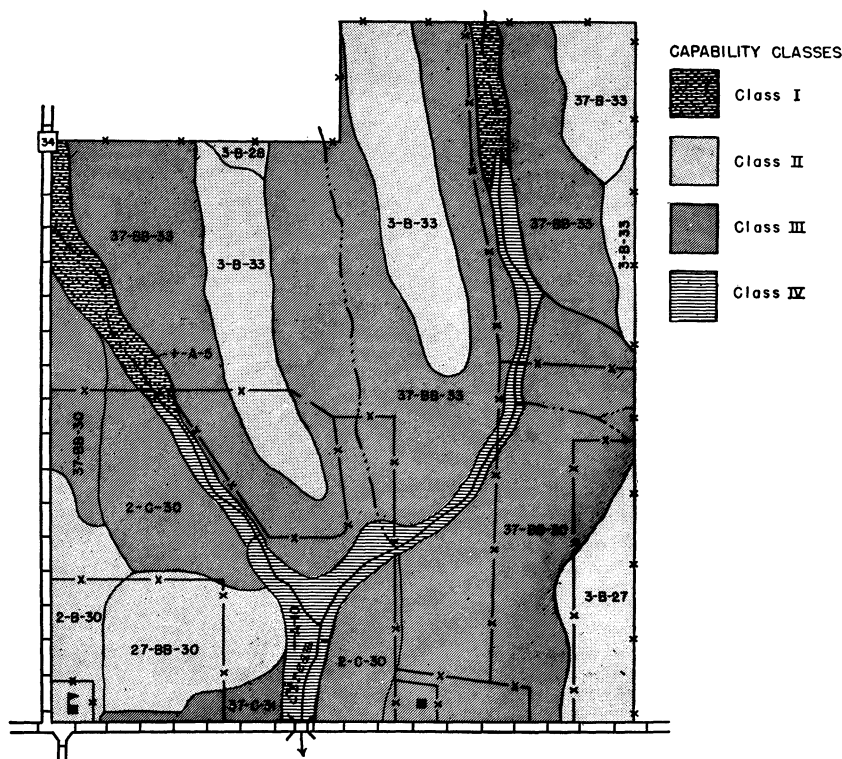 CAPABILITY CLASSES
Class I
Class II
Class III
Class IV
34
37-B-33
3-B-28
37-BB-33
3-B-33
3-B-33
37-BB-33
3-B-33
+-A-5
37-BB-33
37-BB-30
2-C-30
37-BB-30
3-B-27
2-B-30
27-BB-30
2-C-30
Stream
37-C-31